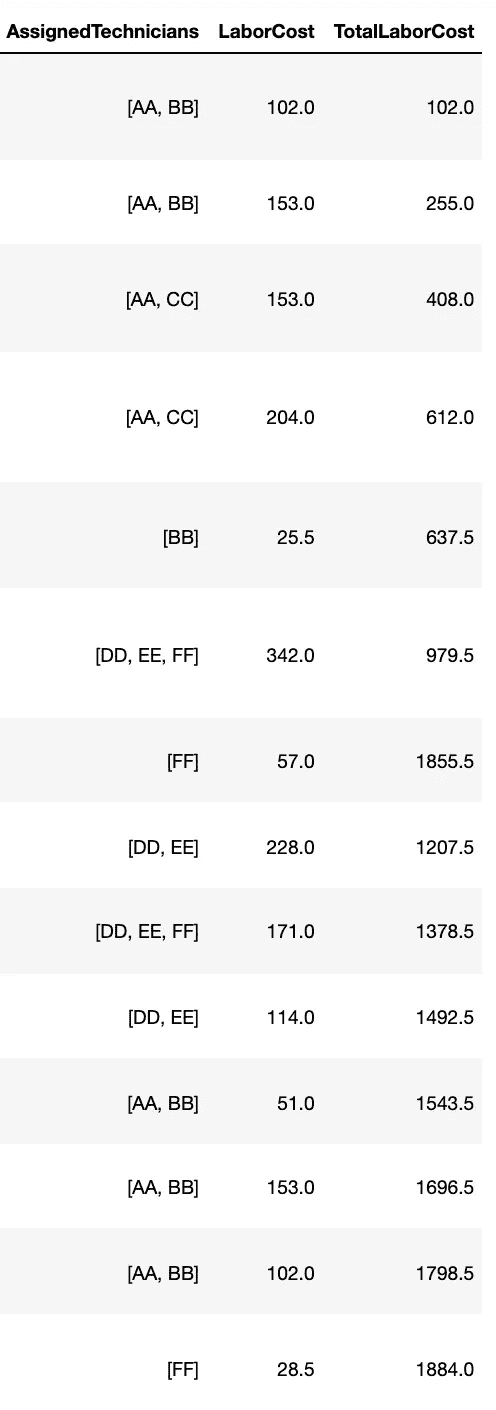 AssignedTechnicians LaborCost TotalLaborCost
[AA, BB] 102.0 102.0
[AA, BB] 153.0 255.0
[AA, CC] 153.0 408.0
[AA, CC] 204.0 612.0
[BB] 25.5 637.5
[DD, EE, FF] 342.0 979.5
[FF] 57.0 1855.5
[DD, EE] 228.0 1207.5
[DD, EE, FF] 171.0 1378.5
[DD, EE] 114.0 1492.5
[AA, BB] 51.0 1543.5
[AA, BB] 153.0 1696.5
[AA, BB] 102.0 1798.5
[FF] 28.5 1884.0